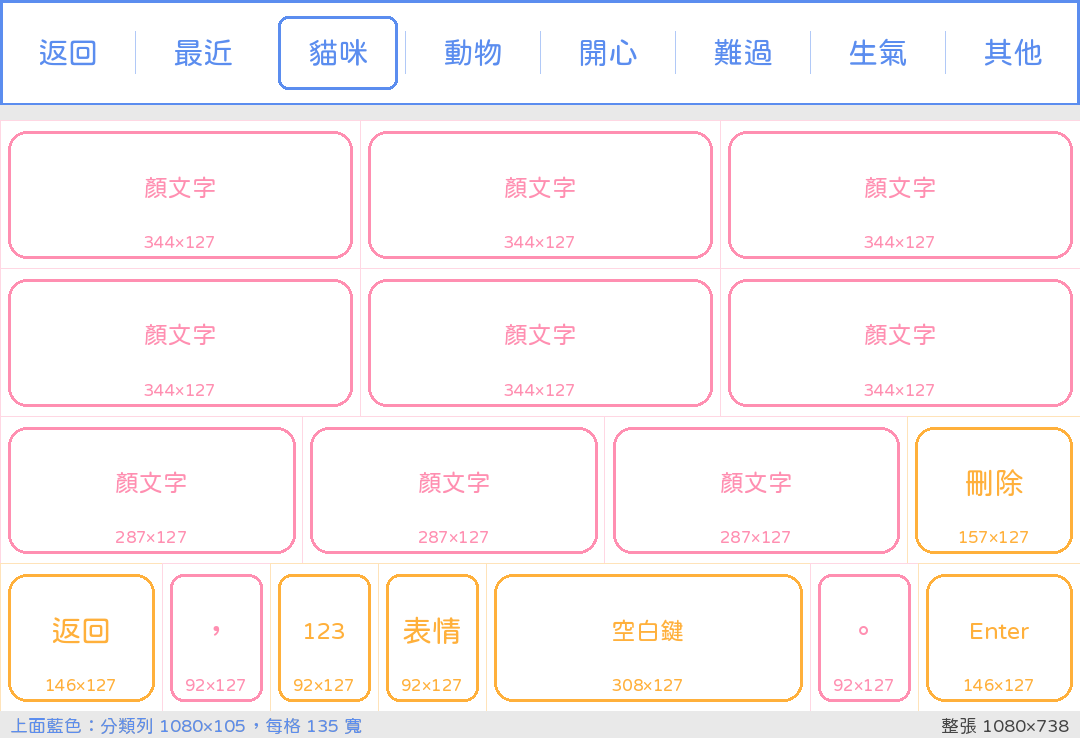 返回 最近 貓咪 動物 開心 難過 生氣 其他
顏文字 顏文字 顏文字
344×127 344×127 344×127
顏文字 顏文字 顏文字
344×127 344×127 344×127
顏文字 顏文字 顏文字 刪除
287×127 287×127 287×127 157×127
返回 , 123 表情 空白鍵 。 Enter
146×127 92×127 92×127 92×127 308×127 92×127 146×127
上面藍色：分類列 1080×105，每格 135 寬 整張 1080×738